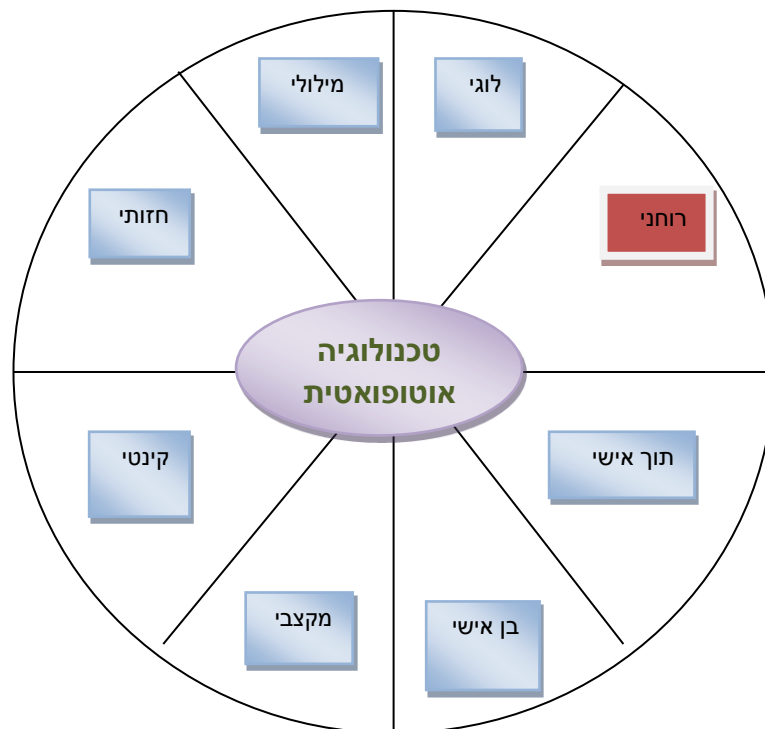 לוגי
מילולי
רוחני
חזותי
טכנולוגיה
אוטופואטית
תוך אישי
קינטי
מקצבי
בן אישי